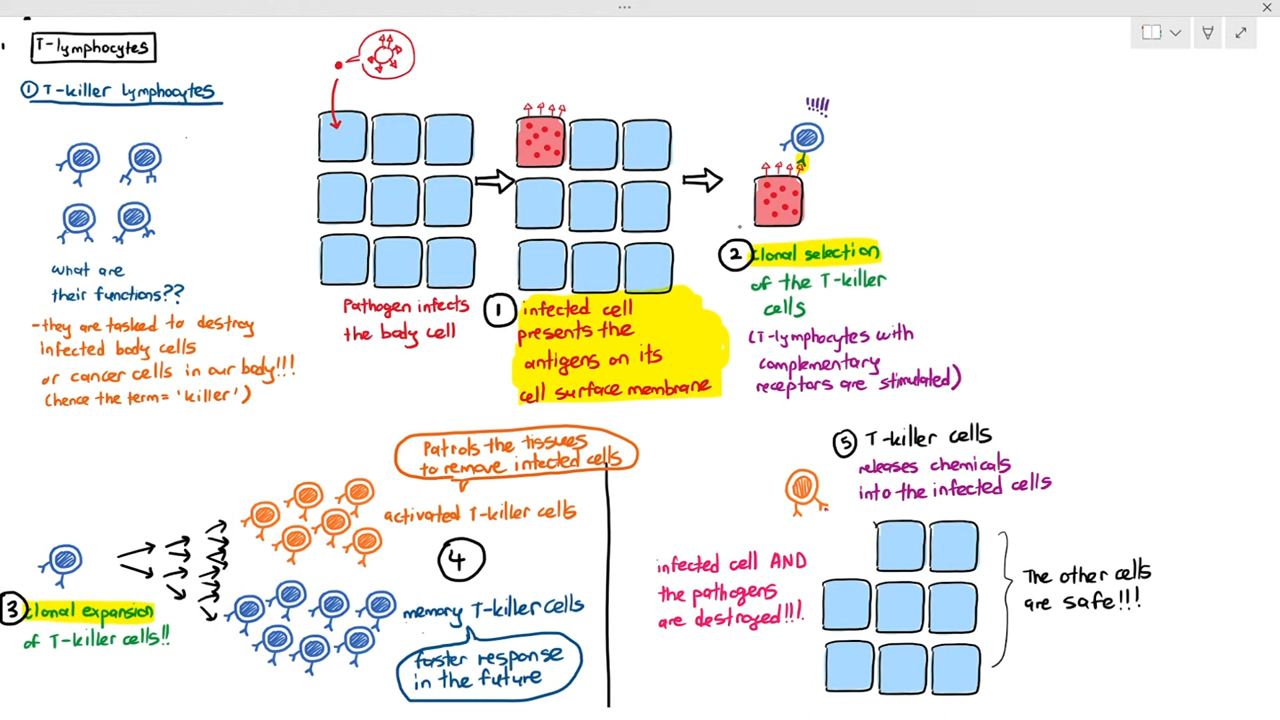 T-lymphocytes
① T-killer lymphocytes
what are
their functions??
-they are tasked to destroy
infected body cells
or cancer cells in our body!!!
(hence the term = 'killer')
Pathogen infects
the body cell
1 infected cell
presents the
antigens on its
cell surface membrane
!!!!!
2 clonal selection
of the T-killer
cells
(T-lymphocytes with
complementary
receptors are stimulated)
3 clonal expansion
of T-killer cells!!
Patrols the tissues
to remove infected cells
activated T-killer cells
4
memory T-killer cells
faster response
in the future
5 T-killer cells
releases chemicals
into the infected cells
infected cell AND
the pathogens
are destroyed!!!
The other cells
are safe!!!